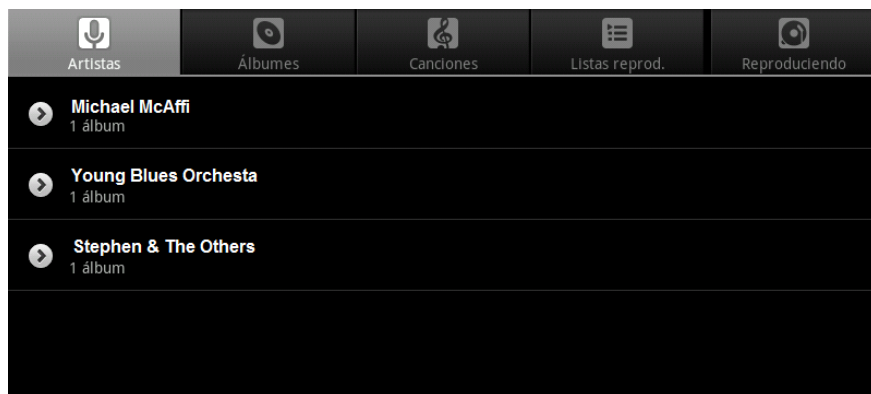 Artistas Álbumes Canciones Listas reprod. Reproduciendo
Michael McAffi
1 álbum
Young Blues Orchesta
1 álbum
Stephen & The Others
1 álbum